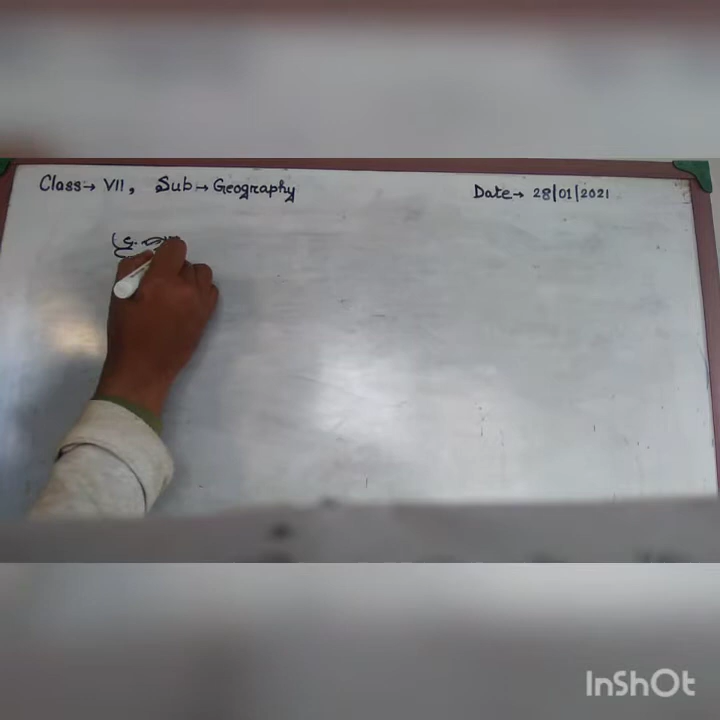 Class→ VII, Sub→Geography
Date→ 28/01/2021
InShOt